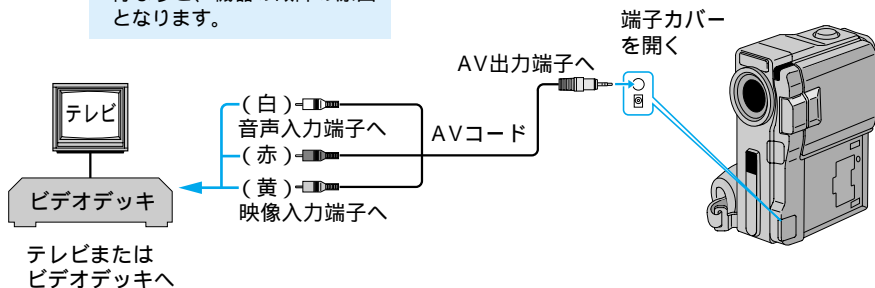 となります。
端子カバー
を開く
AV出力端子へ
テレビ
(白)
音声入力端子へ
AVコード
(赤)
(黄)
ビデオデッキ
映像入力端子へ
テレビまたは
ビデオデッキへ